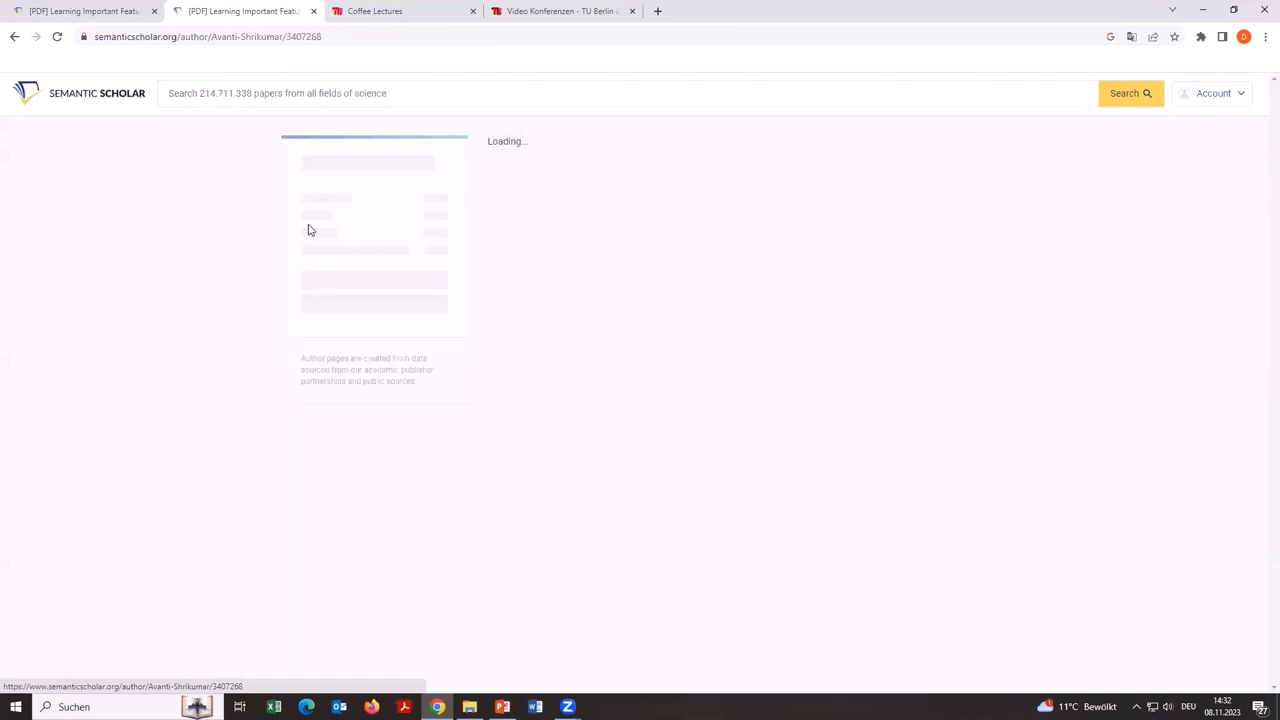 [PDF] Learning Important Featu
[PDF] Learning Important Featu
Coffee Lectures
Video Konferenzen - TU Berlin
semanticscholar.org/author/Avanti-Shrikumar/3407268
SEMANTIC SCHOLAR
Search 214.711.338 papers from all fields of science
Search
Account
Loading...
Author pages are created from data
sourced from our academic publisher
partnerships and public sources.
https://www.semanticscholar.org/author/Avanti-Shrikumar/3407268
Suchen
11°C Bewölkt
DEU
14:32
08.11.2023
27